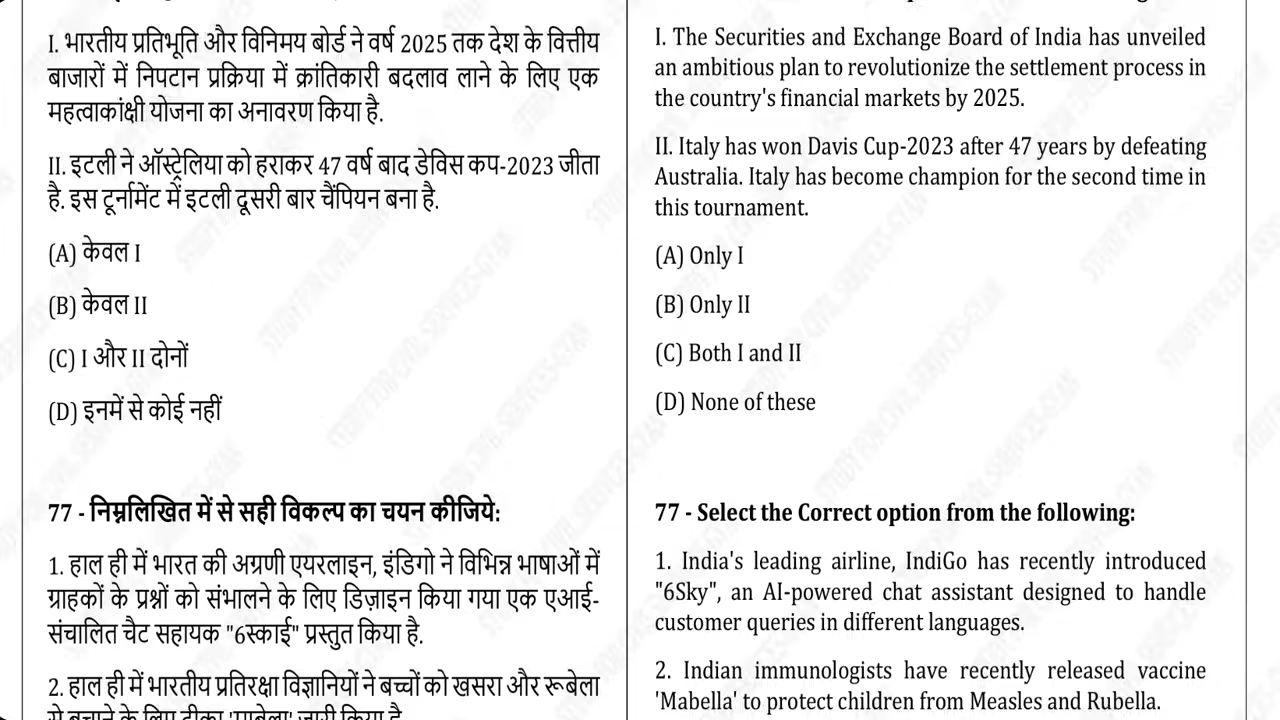 I. भारतीय प्रतिभूति और विनिमय बोर्ड ने वर्ष 2025 तक देश के वित्तीय
बाजारों में निपटान प्रक्रिया में क्रांतिकारी बदलाव लाने के लिए एक
महत्वाकांक्षी योजना का अनावरण किया है.
II. इटली ने ऑस्ट्रेलिया को हराकर 47 वर्ष बाद डेविस कप-2023 जीता
है. इस टूर्नामेंट में इटली दूसरी बार चैंपियन बना है.
(A) केवल I
(B) केवल II
(C) I और II दोनों
(D) इनमें से कोई नहीं
77 - निम्नलिखित में से सही विकल्प का चयन कीजिये:
1. हाल ही में भारत की अग्रणी एयरलाइन, इंडिगो ने विभिन्न भाषाओं में
ग्राहकों के प्रश्नों को संभालने के लिए डिज़ाइन किया गया एक एआई-
संचालित चैट सहायक "6स्काई" प्रस्तुत किया है.
2. हाल ही में भारतीय प्रतिरक्षा विज्ञानियों ने बच्चों को खसरा और रूबेला
से बचाने के लिए टीका 'माबेला' जारी किया है.
I. The Securities and Exchange Board of India has unveiled
an ambitious plan to revolutionize the settlement process in
the country's financial markets by 2025.
II. Italy has won Davis Cup-2023 after 47 years by defeating
Australia. Italy has become champion for the second time in
this tournament.
(A) Only I
(B) Only II
(C) Both I and II
(D) None of these
77 - Select the Correct option from the following:
1. India's leading airline, IndiGo has recently introduced
"6Sky", an AI-powered chat assistant designed to handle
customer queries in different languages.
2. Indian immunologists have recently released vaccine
'Mabella' to protect children from Measles and Rubella.